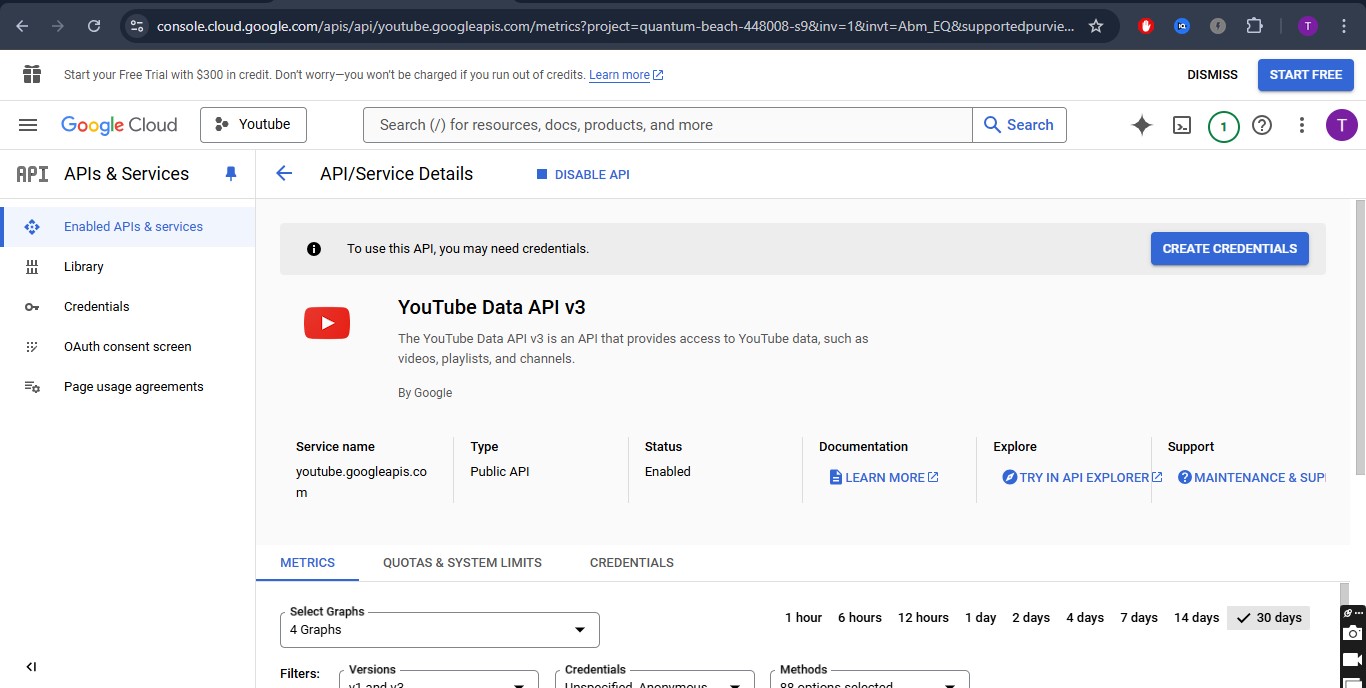 console.cloud.google.com/apis/api/youtube.googleapis.com/metrics?project=quantum-beach-448008-s9&inv=1&invt=Abm_EQ&supportedpurvie...
T
Start your Free Trial with $300 in credit. Don't worry—you won't be charged if you run out of credits. Learn more
DISMISS
START FREE
Google Cloud
Youtube
Search (/) for resources, docs, products, and more
Search
1
T
API APIs & Services
API/Service Details
DISABLE API
Enabled APIs & services
Library
Credentials
OAuth consent screen
Page usage agreements
To use this API, you may need credentials.
CREATE CREDENTIALS
YouTube Data API v3
The YouTube Data API v3 is an API that provides access to YouTube data, such as
videos, playlists, and channels.
By Google
Service name
youtube.googleapis.co
m
Type
Public API
Status
Enabled
Documentation
LEARN MORE
Explore
TRY IN API EXPLORER
Support
MAINTENANCE & SUP
METRICS
QUOTAS & SYSTEM LIMITS
CREDENTIALS
Select Graphs
4 Graphs
1 hour
6 hours
12 hours
1 day
2 days
4 days
7 days
14 days
30 days
Filters:
Versions
v1 and v3
Credentials
Unspecified, Anonymous
Methods
88 options selected